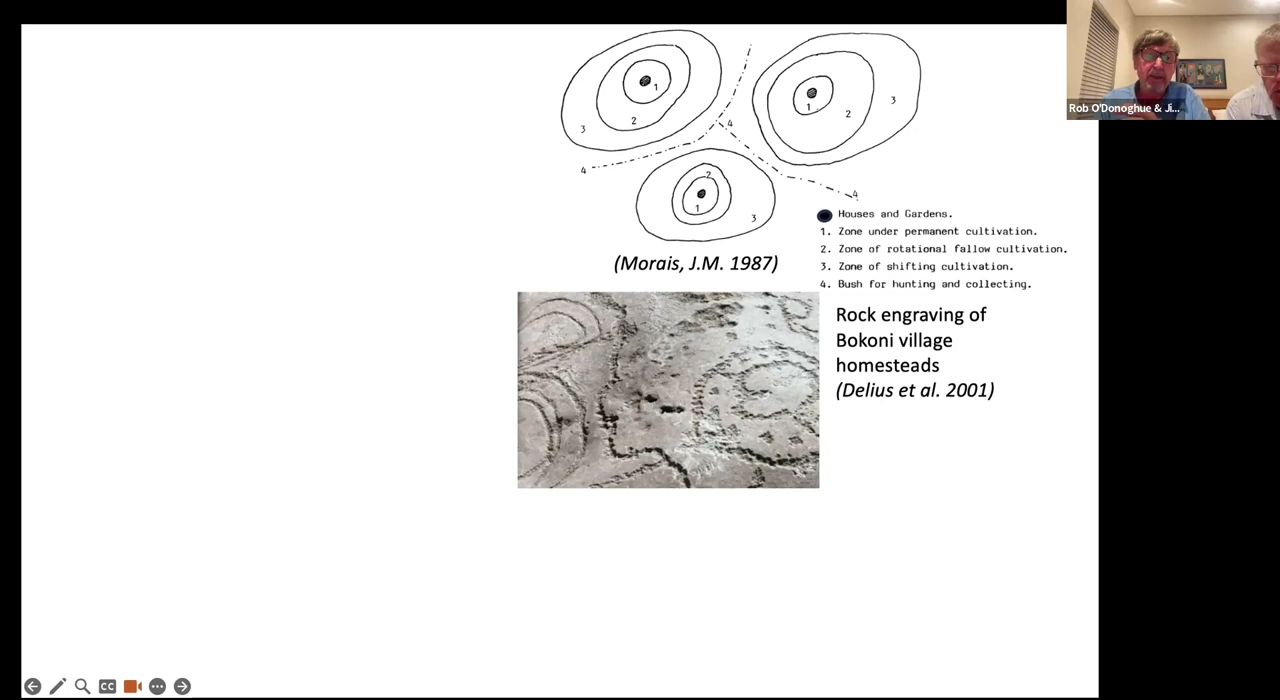 Rob O'Donoghue & Ji...
1
2
3
1
2
3
4
4
2
1
3
4
Houses and Gardens.
1. Zone under permanent cultivation.
2. Zone of rotational fallow cultivation.
3. Zone of shifting cultivation.
4. Bush for hunting and collecting.
(Morais, J.M. 1987)
Rock engraving of
Bokoni village
homesteads
(Delius et al. 2001)
CC